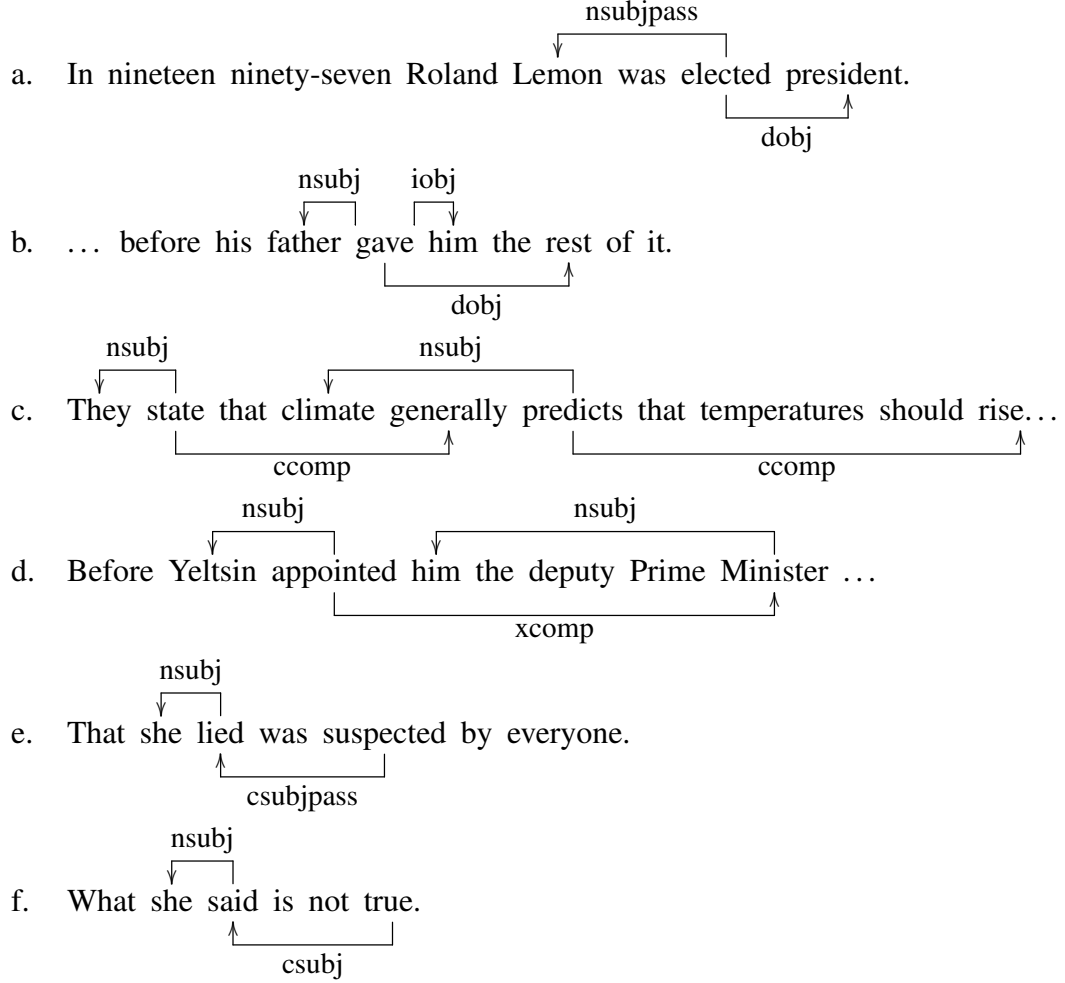 nsubjpass
a. In nineteen ninety-seven Roland Lemon was elected president.
dobj
nsubj iobj
b. ... before his father gave him the rest of it.
dobj
nsubj nsubj
c. They state that climate generally predicts that temperatures should rise...
ccomp ccomp
nsubj nsubj
d. Before Yeltsin appointed him the deputy Prime Minister ...
xcomp
nsubj
e. That she lied was suspected by everyone.
csubjpass
nsubj
f. What she said is not true.
csubj